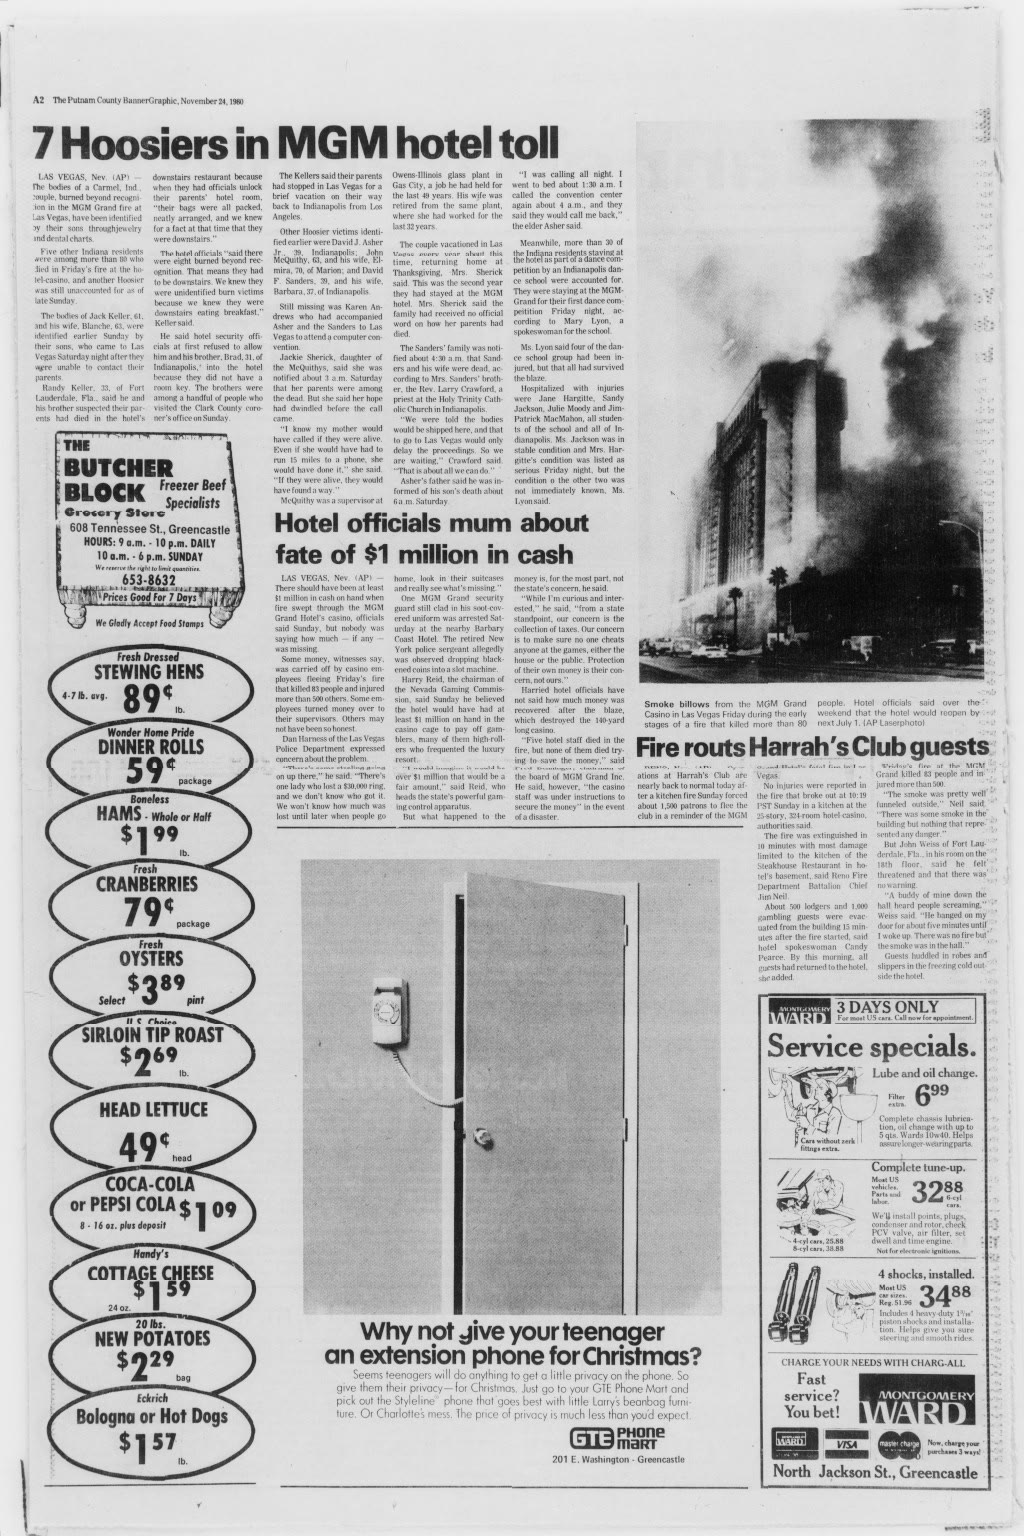 A2 The Putnam County BannerGraphic, November 24, 1980
7 Hoosiers in MGM hotel toll
LAS VEGAS, Nev. (AP) —
The bodies of a Carmel, Ind.,
couple, burned beyond recogni-
tion in the MGM Grand fire at
Las Vegas, have been identified
by their sons throughjewelry
and dental charts.
Five other Indiana residents
were among more than 80 who
died in Friday's fire at the ho-
tel-casino, and another Hoosier
was still unaccounted for as of
late Sunday.
The bodies of Jack Keller, 61,
and his wife, Blanche, 63, were
identified earlier Sunday by
their sons, who came to Las
Vegas Saturday night after they
were unable to contact their
parents.
Randy Keller, 33, of Fort
Lauderdale, Fla., said he and
his brother suspected their par-
ents had died in the hotel's
downstairs restaurant because
when they had officials unlock
their parents' hotel room,
"their bags were all packed,
neatly arranged, and we knew
for a fact at that time that they
were downstairs."
The hotel officials "said there
were eight burned beyond rec-
ognition. That means they had
to be downstairs. We knew they
were unidentified burn victims
because we knew they were
downstairs eating breakfast,"
Keller said.
He said hotel security offi-
cials at first refused to allow
him and his brother, Brad, 31, of
Indianapolis, into the hotel
because they did not have a
room key. The brothers were
among a handful of people who
visited the Clark County coro-
ner's office on Sunday.
The Kellers said their parents
had stopped in Las Vegas for a
brief vacation on their way
back to Indianapolis from Los
Angeles.
Other Hoosier victims identi-
fied earlier were David J. Asher
Jr., 39, Indianapolis; John
McQuithy, 63, and his wife, El-
mira, 70, of Marion; and David
F. Sanders, 39, and his wife,
Barbara, 37, of Indianapolis.
Still missing was Karen An-
drews who had accompanied
Asher and the Sanders to Las
Vegas to attend a computer con-
vention.
Jackie Sherick, daughter of
the McQuithys, said she was
notified about 3 a.m. Saturday
that her parents were among
the dead. But she said her hope
had dwindled before the call
came.
"I know my mother would
have called if they were alive.
Even if she would have had to
run 15 miles to a phone, she
would have done it," she said.
"If they were alive, they would
have found a way."
McQuithy was a supervisor at
Owens-Illinois glass plant in
Gas City, a job he had held for
the last 49 years. His wife was
retired from the same plant,
where she had worked for the
last 32 years.
The couple vacationed in Las
Vegas every year about this
time, returning home at
Thanksgiving, Mrs. Sherick
said. This was the second year
they had stayed at the MGM
hotel. Mrs. Sherick said the
family had received no official
word on how her parents had
died.
The Sanders' family was noti-
fied about 4:30 a.m. that Sand-
ers and his wife were dead, ac-
cording to Mrs. Sanders' broth-
er, the Rev. Larry Crawford, a
priest at the Holy Trinity Cath-
olic Church in Indianapolis.
"We were told the bodies
would be shipped here, and that
to go to Las Vegas would only
delay the proceedings. So we
are waiting," Crawford said.
"That is about all we can do."
Asher's father said he was in-
formed of his son's death about
6 a.m. Saturday.
"I was calling all night. I
went to bed about 1:30 a.m. I
called the convention center
again about 4 a.m., and they
said they would call me back,"
the elder Asher said.
Meanwhile, more than 30 of
the Indiana residents staying at
the hotel as part of a dance com-
petition by an Indianapolis dan-
ce school were accounted for.
They were staying at the MGM-
Grand for their first dance com-
petition Friday night, ac-
cording to Mary Lyon, a
spokeswoman for the school.
Ms. Lyon said four of the dan-
ce school group had been in-
jured, but that all had survived
the blaze.
Hospitalized with injuries
were Jane Hargitte, Sandy
Jackson, Julie Moody and Jim-
Patrick MacMahon, all studen-
ts of the school and all of In-
dianapolis. Ms. Jackson was in
stable condition and Mrs. Har-
gitte's condition was listed as
serious Friday night, but the
condition o the other two was
not immediately known, Ms.
Lyon said.
THE
BUTCHER
BLOCK
Freezer Beef
Specialists
Grocery Store
608 Tennessee St., Greencastle
HOURS: 9 a.m. - 10 p.m. DAILY
10 a.m. - 6 p.m. SUNDAY
We reserve the right to limit quantities.
653-8632
Prices Good For 7 Days
We Gladly Accept Food Stamps
Fresh Dressed
STEWING HENS
4-7 lb. avg. 89¢ lb.
Wonder Home Pride
DINNER ROLLS
59¢ package
Boneless
HAMS - Whole or Half
$1 99 lb.
Fresh
CRANBERRIES
79¢ package
Fresh
OYSTERS
Select $3 89 pint
U.S. Choice
SIRLOIN TIP ROAST
$2 69 lb.
HEAD LETTUCE
49¢ head
COCA-COLA
or PEPSI COLA $1 09
8 - 16 oz. plus deposit
Handy's
COTTAGE CHEESE
24 oz. $1 59
20 lbs.
NEW POTATOES
$2 29 bag
Eckrich
Bologna or Hot Dogs
$1 57 lb.
Hotel officials mum about
fate of $1 million in cash
LAS VEGAS, Nev. (AP) —
There should have been at least
$1 million in cash on hand when
fire swept through the MGM
Grand Hotel's casino, officials
said Sunday, but nobody was
saying how much — if any —
was missing.
Some money, witnesses say,
was carried off by casino em-
ployees fleeing Friday's fire
that killed 83 people and injured
more than 500 others. Some em-
ployees turned money over to
their supervisors. Others may
not have been so honest.
Dan Harness of the Las Vegas
Police Department expressed
concern about the problem.
"There's some stealing going
on up there," he said. "There's
one lady who lost a $30,000 ring,
and we don't know who got it.
We won't know how much was
lost until later when people go
home, look in their suitcases
and really see what's missing."
One MGM Grand security
guard still clad in his soot-cov-
ered uniform was arrested Sat-
urday at the nearby Barbary
Coast Hotel. The retired New
York police sergeant allegedly
was observed dropping black-
ened coins into a slot machine.
Harry Reid, the chairman of
the Nevada Gaming Commis-
sion, said Sunday he believed
the hotel would have had at
least $1 million on hand in the
casino cage to pay off gam-
blers, many of them high-roll-
ers who frequented the luxury
resort.
over $1 million that would be a
fair amount," said Reid, who
heads the state's powerful gam-
ing control apparatus.
But what happened to the
money is, for the most part, not
the state's concern, he said.
"While I'm curious and inter-
ested," he said, "from a state
standpoint, our concern is the
collection of taxes. Our concern
is to make sure no one cheats
anyone at the games, either the
house or the public. Protection
of their own money is their con-
cern, not ours."
Harried hotel officials have
not said how much money was
recovered after the blaze,
which destroyed the 140-yard
long casino.
"Five hotel staff died in the
fire, but none of them died try-
ing to save the money," said
the board of MGM Grand Inc.
He said, however, "the casino
staff was under instructions to
secure the money" in the event
of a disaster.
Smoke billows from the MGM Grand
Casino in Las Vegas Friday during the early
stages of a fire that killed more than 80
people. Hotel officials said over the
weekend that the hotel would reopen by
next July 1. (AP Laserphoto)
Fire routs Harrah's Club guests
ations at Harrah's Club are
nearly back to normal today af-
ter a kitchen fire Sunday forced
about 1,500 patrons to flee the
club in a reminder of the MGM
Vegas.
No injuries were reported in
the fire that broke out at 10:19
PST Sunday in a kitchen at the
25-story, 324-room hotel-casino,
authorities said.
The fire was extinguished in
10 minutes with most damage
limited to the kitchen of the
Steakhouse Restaurant in ho-
tel's basement, said Reno Fire
Department Battalion Chief
Jim Neil.
About 500 lodgers and 1,000
gambling guests were evac-
uated from the building 15 min-
utes after the fire started, said
hotel spokeswoman Candy
Pearce. By this morning, all
guests had returned to the hotel,
she added.
Friday's fire at the MGM
Grand killed 83 people and in-
jured more than 500.
"The smoke was pretty well
funneled outside," Neil said.
"There was some smoke in the
building but nothing that repre-
sented any danger."
But John Weiss of Fort Lau-
derdale, Fla., in his room on the
18th floor, said he felt
threatened and that there was
no warning.
"A buddy of mine down the
hall heard people screaming,"
Weiss said. "He banged on my
door for about five minutes until
I woke up. There was no fire but
the smoke was in the hall."
Guests huddled in robes and
slippers in the freezing cold out-
side the hotel.
Why not give your teenager
an extension phone for Christmas?
Seems teenagers will do anything to get a little privacy on the phone. So
give them their privacy—for Christmas. Just go to your GTE Phone Mart and
pick out the Styleline phone that goes best with little Larry's beanbag furni-
ture. Or Charlotte's mess. The price of privacy is much less than you'd expect.
GTE PHONE MART
201 E. Washington - Greencastle
MONTGOMERY WARD
3 DAYS ONLY
For most US cars. Call now for appointment.
Service specials.
Lube and oil change.
Filter extra. 6 99
Complete chassis lubrica-
tion, oil change with up to
5 qts. Wards 10w40. Helps
assure longer-wearing parts.
Cars without zerk
fittings extra.
Complete tune-up.
Most US
vehicles.
Parts and
labor.
32 88
6-cyl
cars.
We'll install points, plugs,
condenser and rotor, check
PCV valve, air filter, set
dwell and time engine.
Not for electronic ignitions.
4-cyl cars, 25.88
8-cyl cars, 38.88
4 shocks, installed.
Most US
car sizes.
Reg. 51.96
34 88
Includes 4 heavy-duty 1 3/16"
piston shocks and installa-
tion. Helps give you sure
steering and smooth rides.
CHARGE YOUR NEEDS WITH CHARG-ALL
Fast
service?
You bet!
MONTGOMERY
WARD
WARD VISA master charge
Now, charge your
purchases 3 ways!
North Jackson St., Greencastle